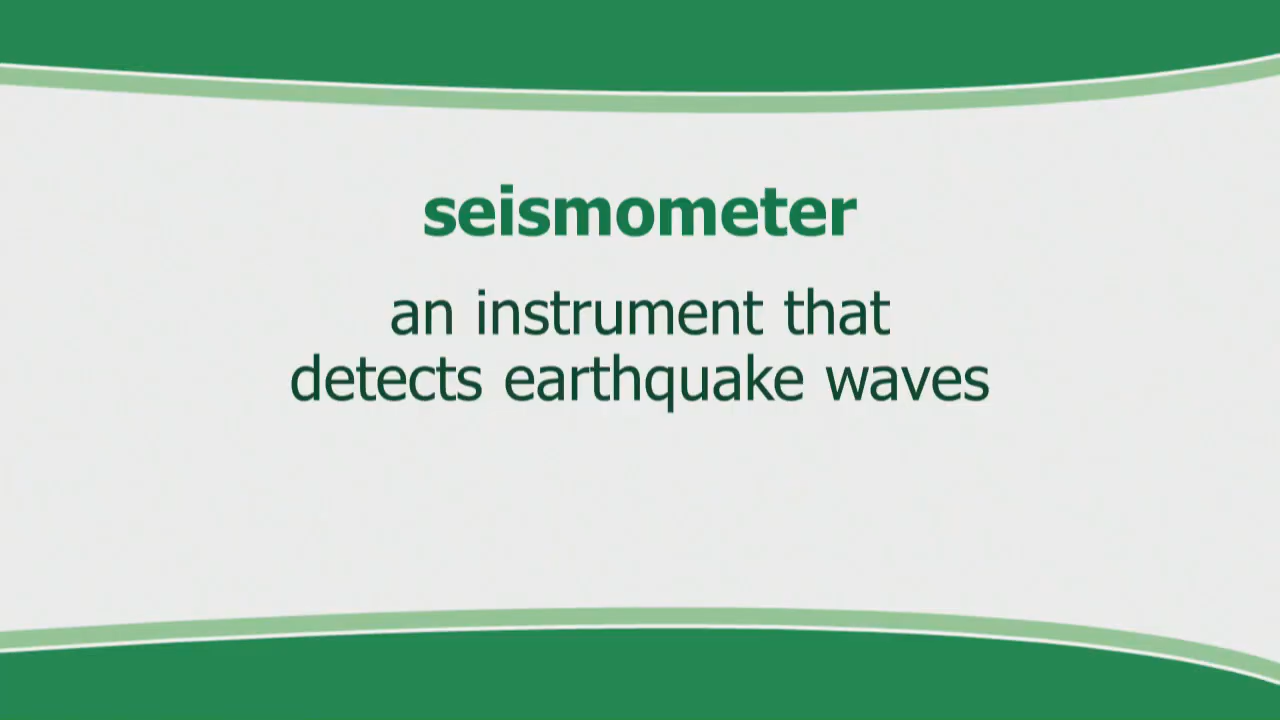 seismometer
an instrument that
detects earthquake waves